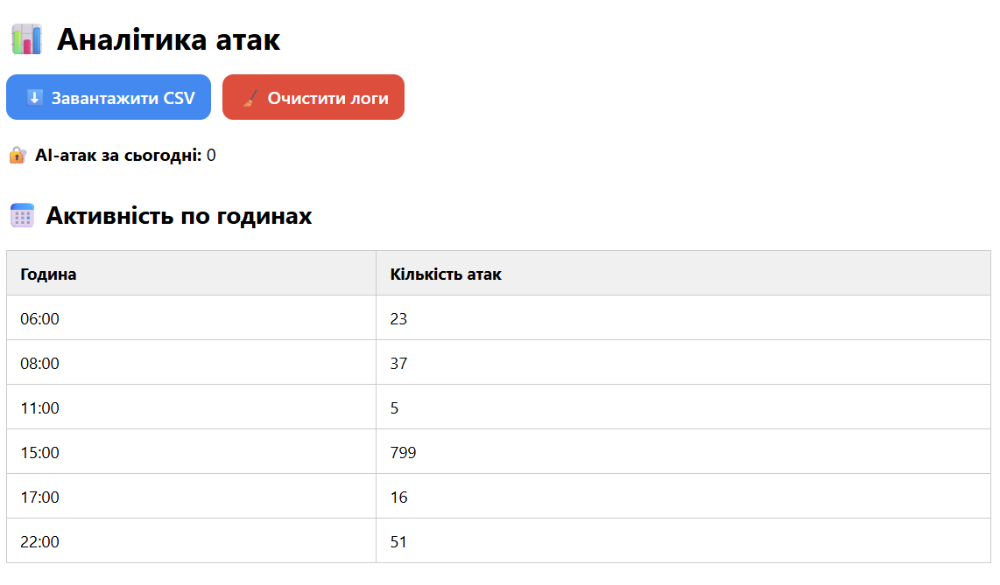 Аналітика атак
Завантажити CSV Очистити логи
AI-атак за сьогодні: 0
Активність по годинах
Година Кількість атак
06:00 23
08:00 37
11:00 5
15:00 799
17:00 16
22:00 51